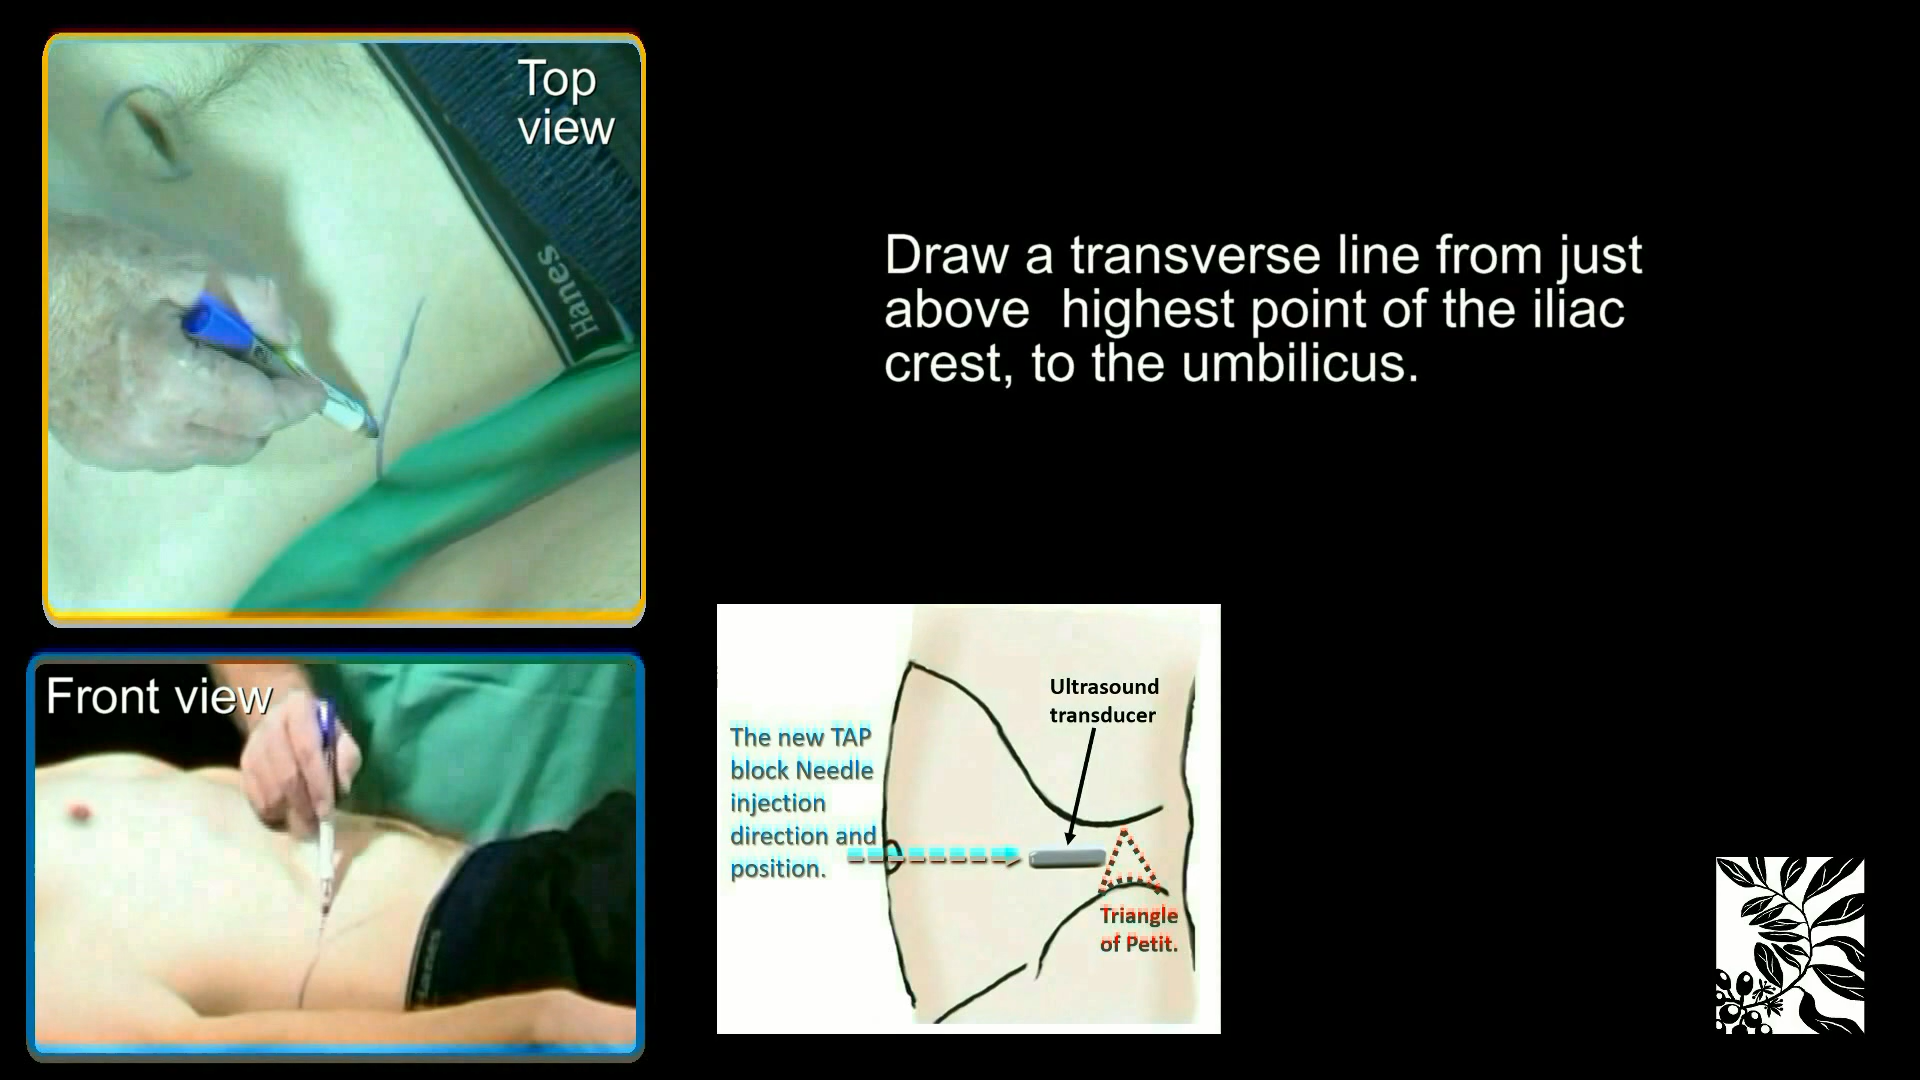 Top
view
Hanes
Draw a transverse line from just
above highest point of the iliac
crest, to the umbilicus.
Front view
Ultrasound
transducer
The new TAP
block Needle
injection
direction and
position.
Triangle
of Petit.